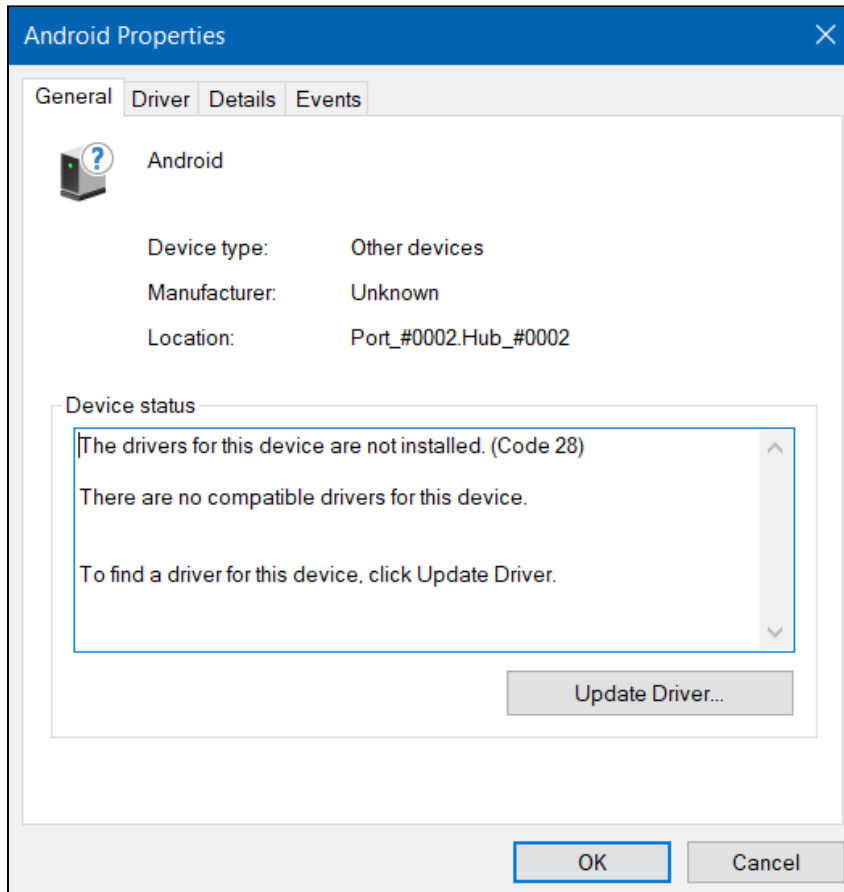 Android Properties
General Driver Details Events
Android
Device type: Other devices
Manufacturer: Unknown
Location: Port_#0002.Hub_#0002
Device status
The drivers for this device are not installed. (Code 28)
There are no compatible drivers for this device.
To find a driver for this device, click Update Driver.
Update Driver...
OK Cancel